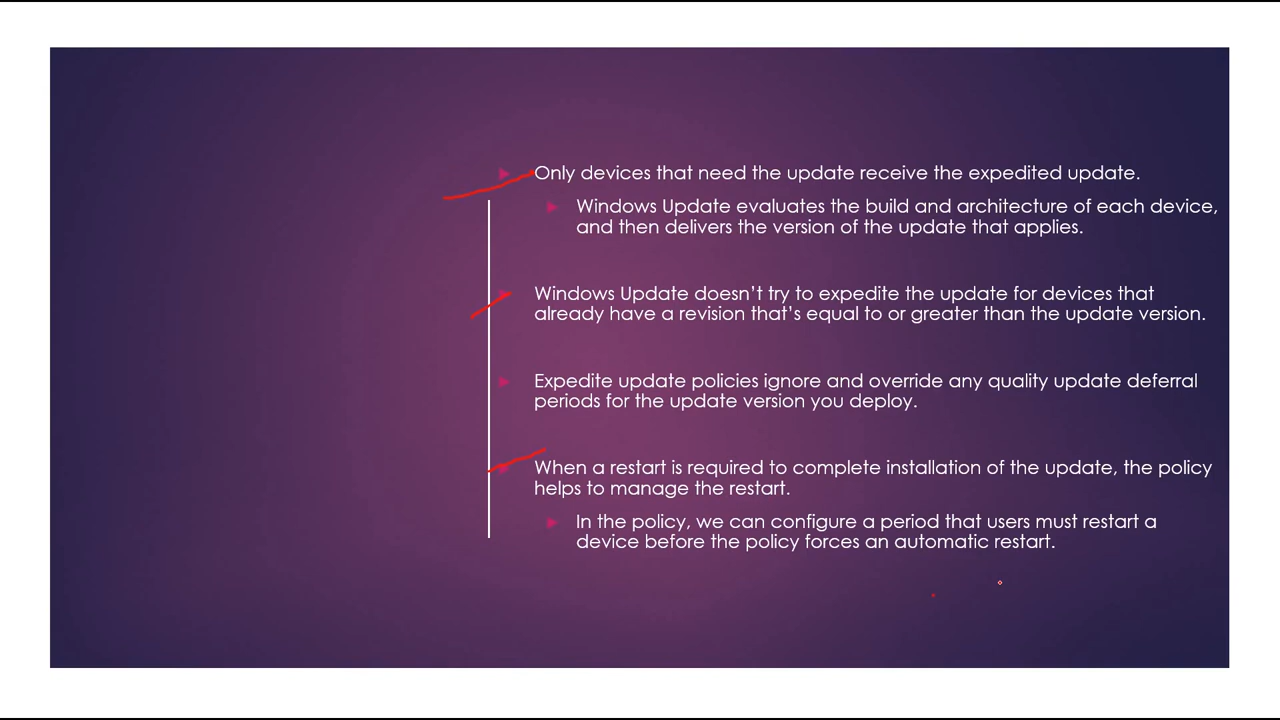 Only devices that need the update receive the expedited update.
Windows Update evaluates the build and architecture of each device,
and then delivers the version of the update that applies.
Windows Update doesn’t try to expedite the update for devices that
already have a revision that’s equal to or greater than the update version.
Expedite update policies ignore and override any quality update deferral
periods for the update version you deploy.
When a restart is required to complete installation of the update, the policy
helps to manage the restart.
In the policy, we can configure a period that users must restart a
device before the policy forces an automatic restart.